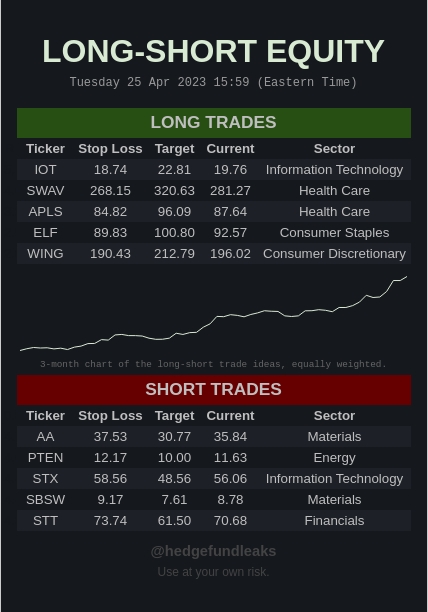 LONG-SHORT EQUITY
Tuesday 25 Apr 2023 15:59 (Eastern Time)
LONG TRADES
Ticker Stop Loss Target Current Sector
IOT 18.74 22.81 19.76 Information Technology
SWAV 268.15 320.63 281.27 Health Care
APLS 84.82 96.09 87.64 Health Care
ELF 89.83 100.80 92.57 Consumer Staples
WING 190.43 212.79 196.02 Consumer Discretionary
3-month chart of the long-short trade ideas, equally weighted.
SHORT TRADES
Ticker Stop Loss Target Current Sector
AA 37.53 30.77 35.84 Materials
PTEN 12.17 10.00 11.63 Energy
STX 58.56 48.56 56.06 Information Technology
SBSW 9.17 7.61 8.78 Materials
STT 73.74 61.50 70.68 Financials
@hedgefundleaks
Use at your own risk.